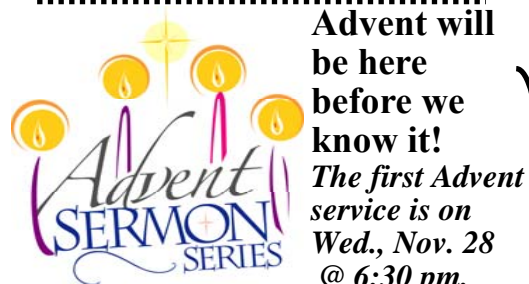 Advent
SERMON
SERIES
Advent will
be here
before we
know it!
The first Advent
service is on
Wed., Nov. 28
@ 6:30 pm.